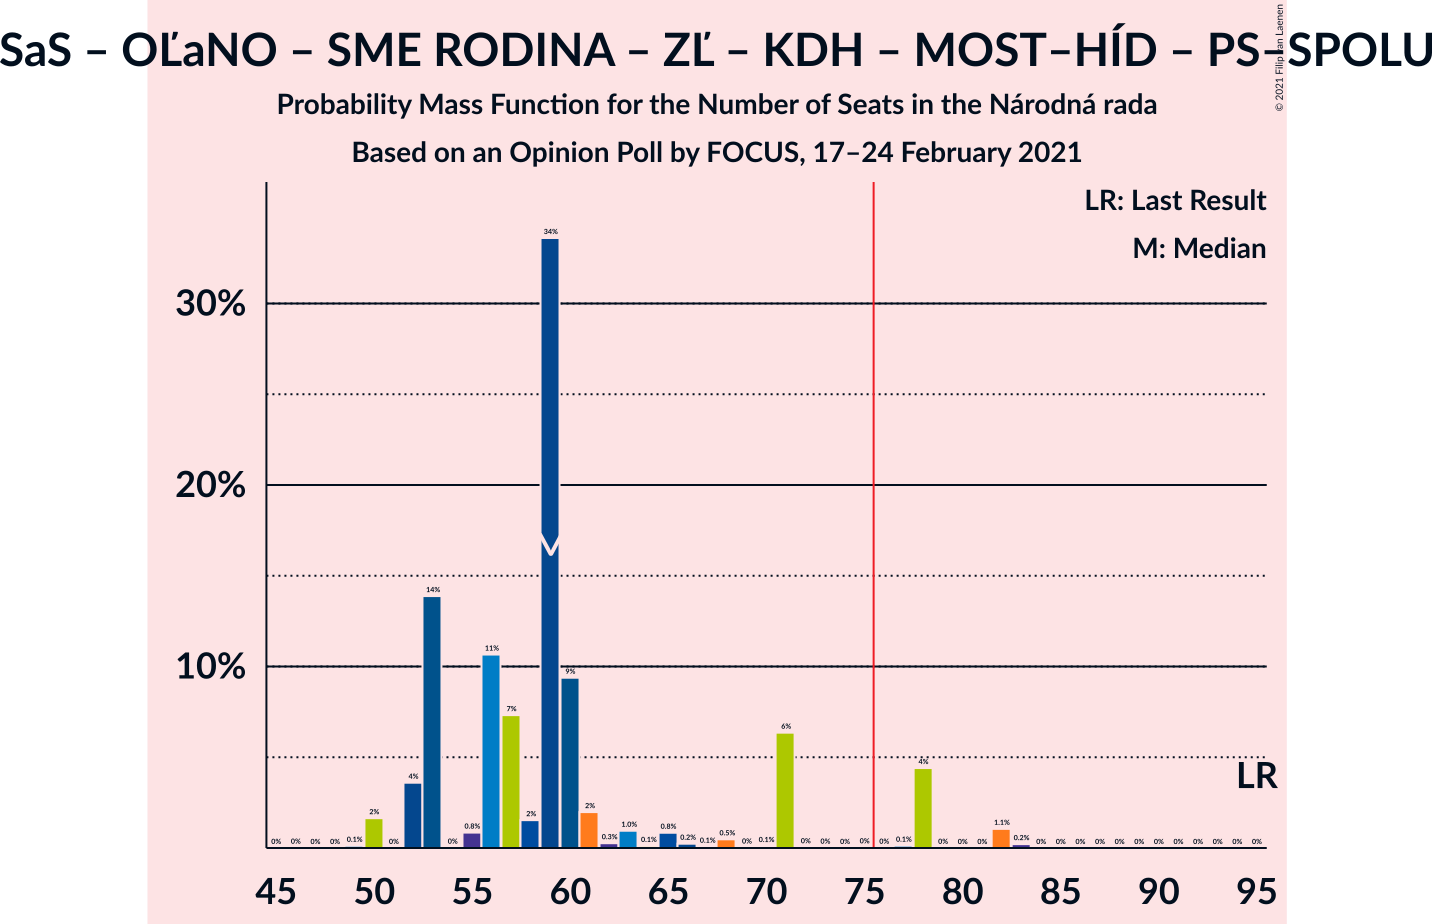 SaS – OĽaNO – SME RODINA – ZĽ – KDH – MOST–HÍD – PS–SPOLU
© 2021 Filip van Laenen
Probability Mass Function for the Number of Seats in the Národná rada
Based on an Opinion Poll by FOCUS, 17–24 February 2021
LR: Last Result
M: Median
30%
20%
10%
0% 0% 0% 0% 0.1% 2% 0% 4% 14% 0% 0.8% 11% 7% 2% 34% 9% 2% 0.3% 1.0% 0.1% 0.8% 0.2% 0.1% 0.5% 0% 0.1% 6% 0% 0% 0% 0% 0% 0.1% 4% 0% 0% 0% 1.1% 0.2% 0% 0% 0% 0% 0% 0% 0% 0% 0% 0% 0% 0%
M
LR
45 50 55 60 65 70 75 80 85 90 95